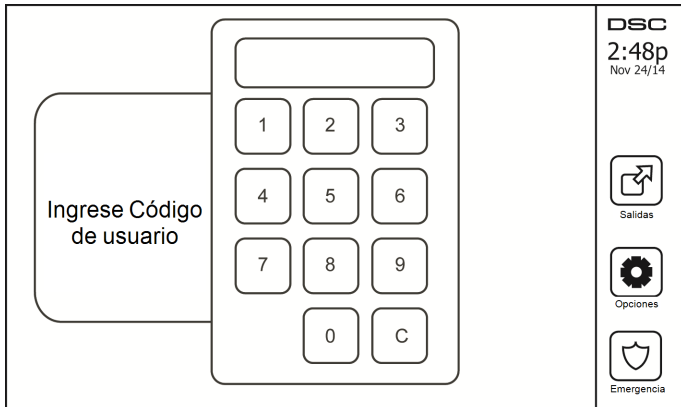 DSC
2:48p
Nov 24/14
1 2 3
4 5 6
7 8 9
0 C
Ingrese Código
de usuario
Salidas
Opciones
Emergencia